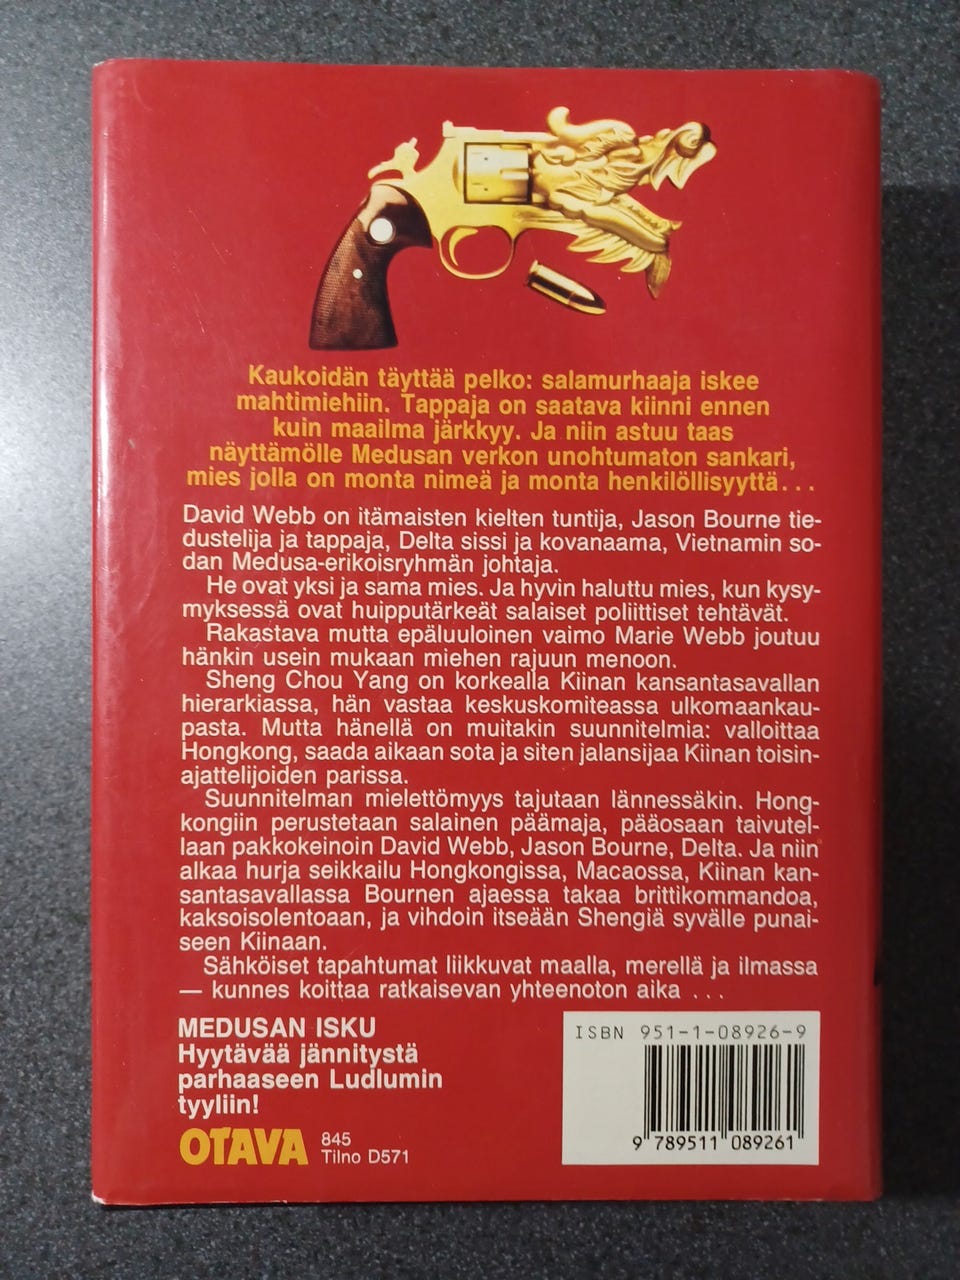 Kaukoidän täyttää pelko: salamurhaaja iskee
mahtimiehiin. Tappaja on saatava kiinni ennen
kuin maailma järkkyy. Ja niin astuu taas
näyttämölle Medusan verkon unohtumaton sankari,
mies jolla on monta nimeä ja monta henkilöllisyyttä...
David Webb on itämaisten kielten tuntija, Jason Bourne tie-
dustelija ja tappaja, Delta sissi ja kovanaama, Vietnamin so-
dan Medusa-erikoisryhmän johtaja.
He ovat yksi ja sama mies. Ja hyvin haluttu mies, kun kysy-
myksessä ovat huipputärkeät salaiset poliittiset tehtävät.
Rakastava mutta epäluuloinen vaimo Marie Webb joutuu
hänkin usein mukaan miehen rajuun menoon.
Sheng Chou Yang on korkealla Kiinan kansantasavallan
hierarkiassa, hän vastaa keskuskomiteassa ulkomaankau-
pasta. Mutta hänellä on muitakin suunnitelmia: valloittaa
Hongkong, saada aikaan sota ja siten jalansijaa Kiinan toisin-
ajattelijoiden parissa.
Suunnitelman mielettömyys tajutaan lännessäkin. Hong-
kongiin perustetaan salainen päämaja, pääosaan taivutel-
laan pakkokeinoin David Webb, Jason Bourne, Delta. Ja niin
alkaa hurja seikkailu Hongkongissa, Macaossa, Kiinan kan-
santasavallassa Bournen ajaessa takaa brittikommandoa,
kaksoisolentoaan, ja vihdoin itseään Shengiä syvälle punai-
seen Kiinaan.
Sähköiset tapahtumat liikkuvat maalla, merellä ja ilmassa
— kunnes koittaa ratkaisevan yhteenoton aika ...
MEDUSAN ISKU
Hyytävää jännitystä
parhaaseen Ludlumin
tyyliin!
OTAVA
845
Tilno D571
ISBN 951-1-08926-9
9 789511 089261